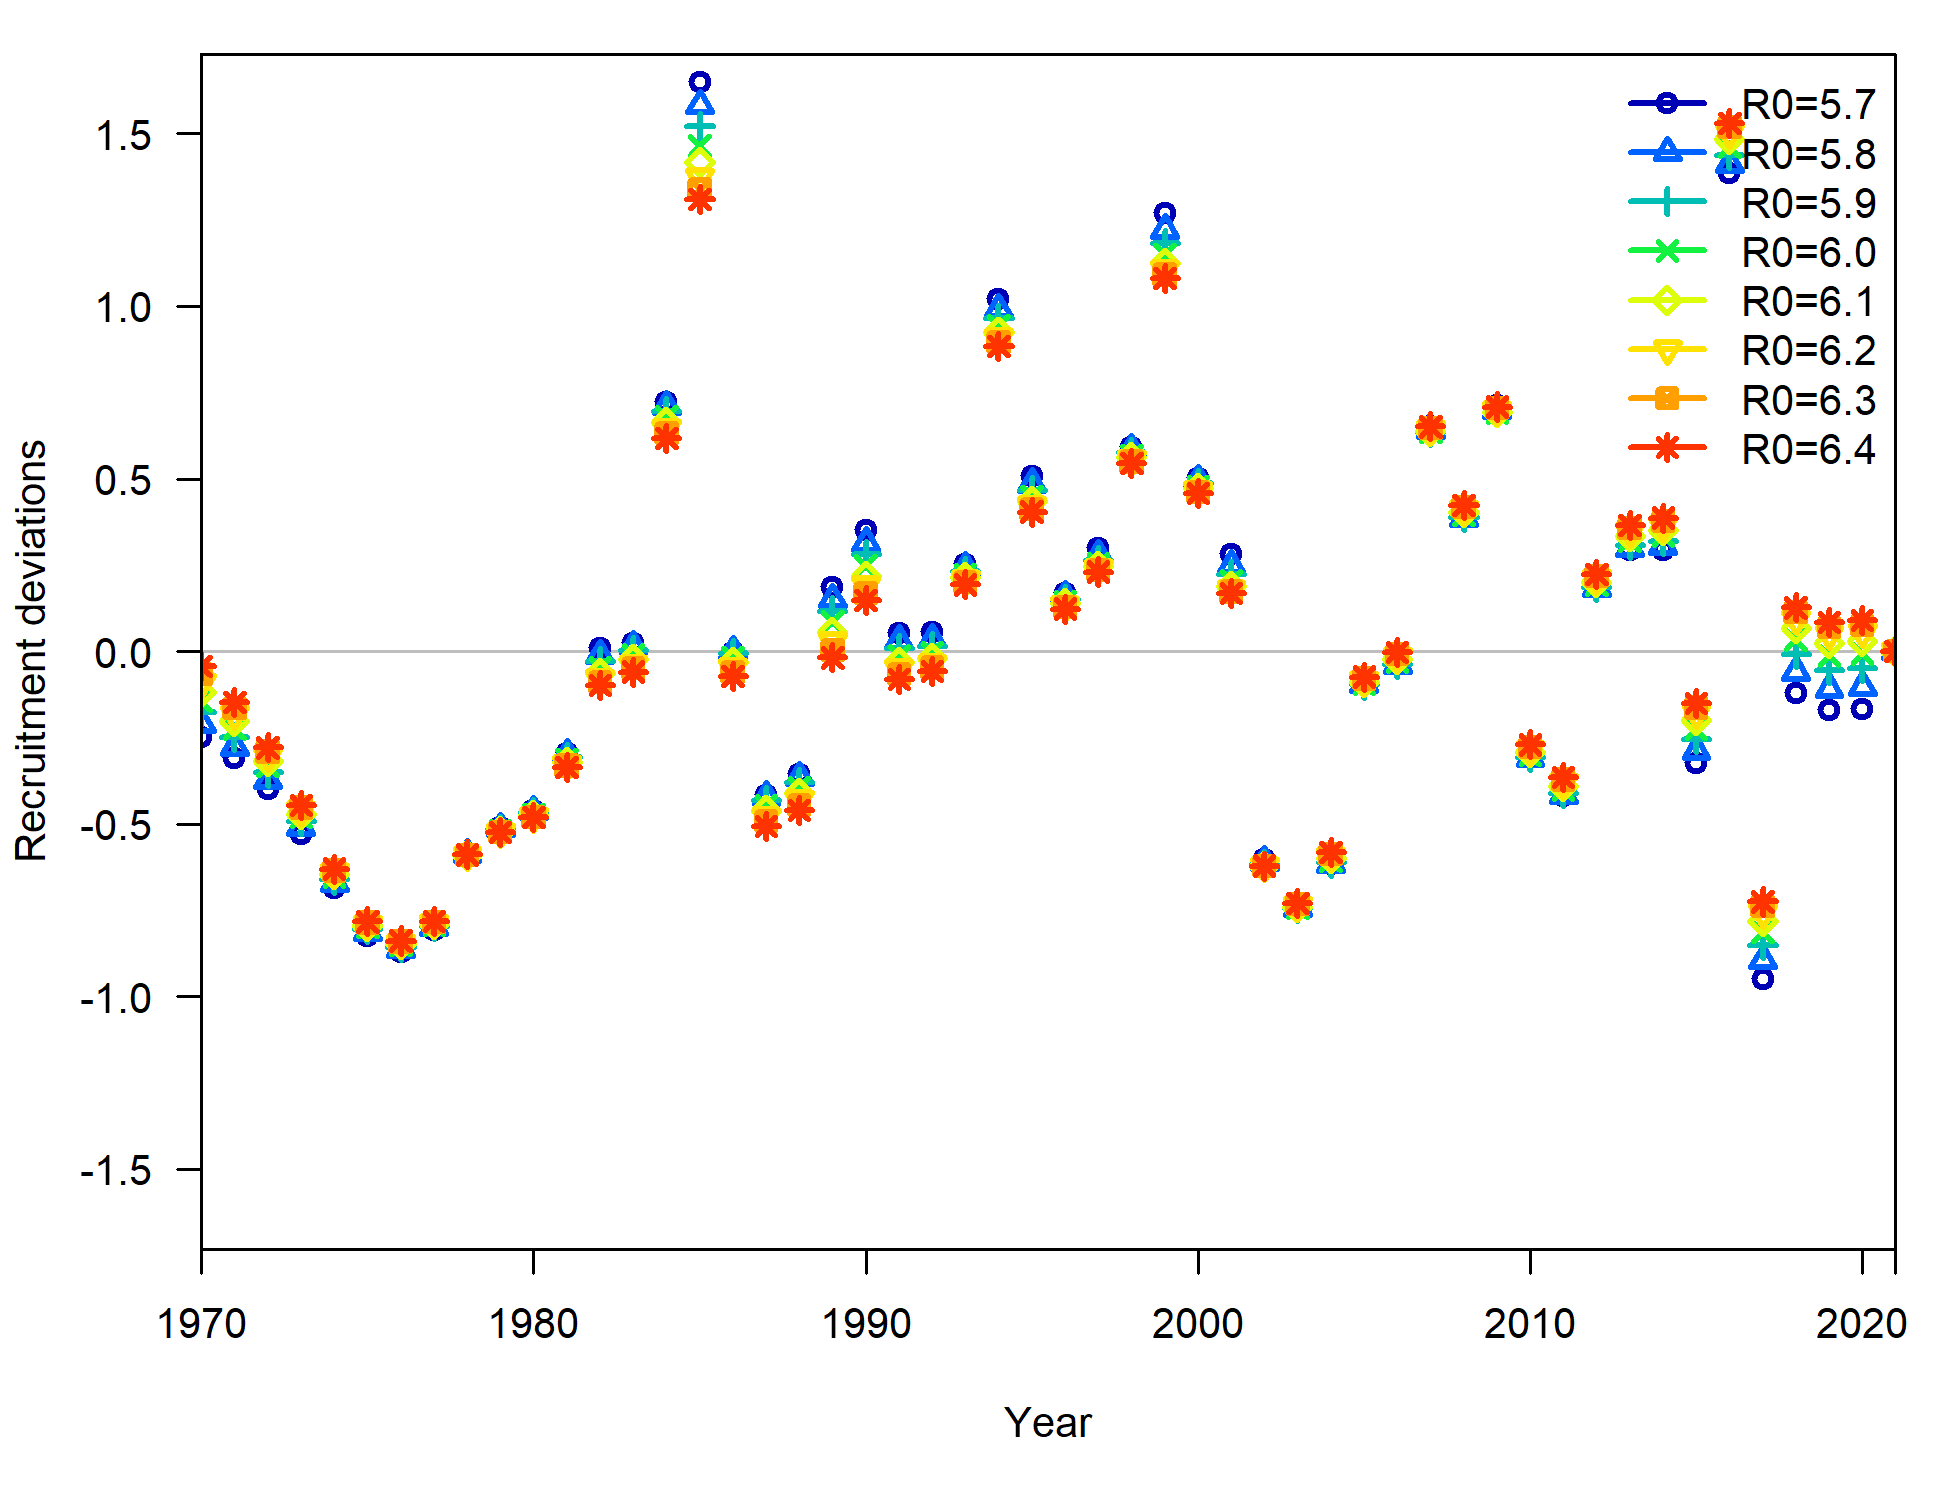 R0=5.7
R0=5.8
R0=5.9
R0=6.0
R0=6.1
R0=6.2
R0=6.3
R0=6.4
1.5
1.0
0.5
0.0
-0.5
-1.0
-1.5
Recruitment deviations
1970 1980 1990 2000 2010 2020
Year